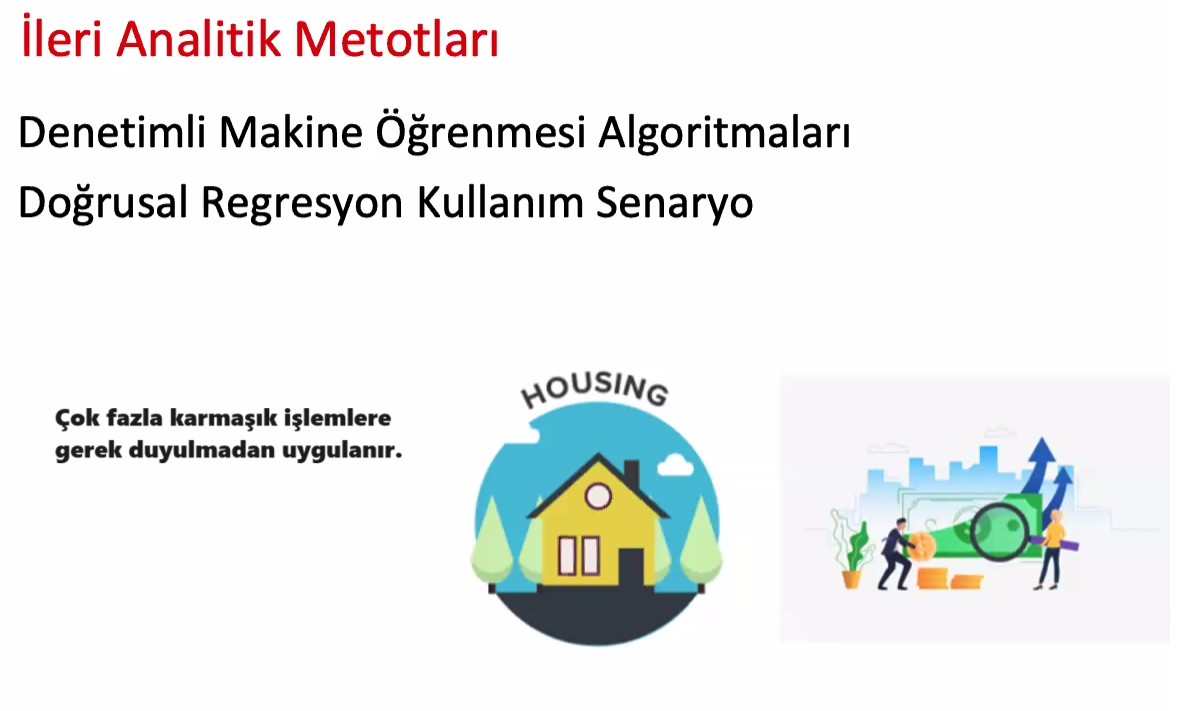 İleri Analitik Metotları
Denetimli Makine Öğrenmesi Algoritmaları
Doğrusal Regresyon Kullanım Senaryo
HOUSING
Çok fazla karmaşık işlemlere
gerek duyulmadan uygulanır.